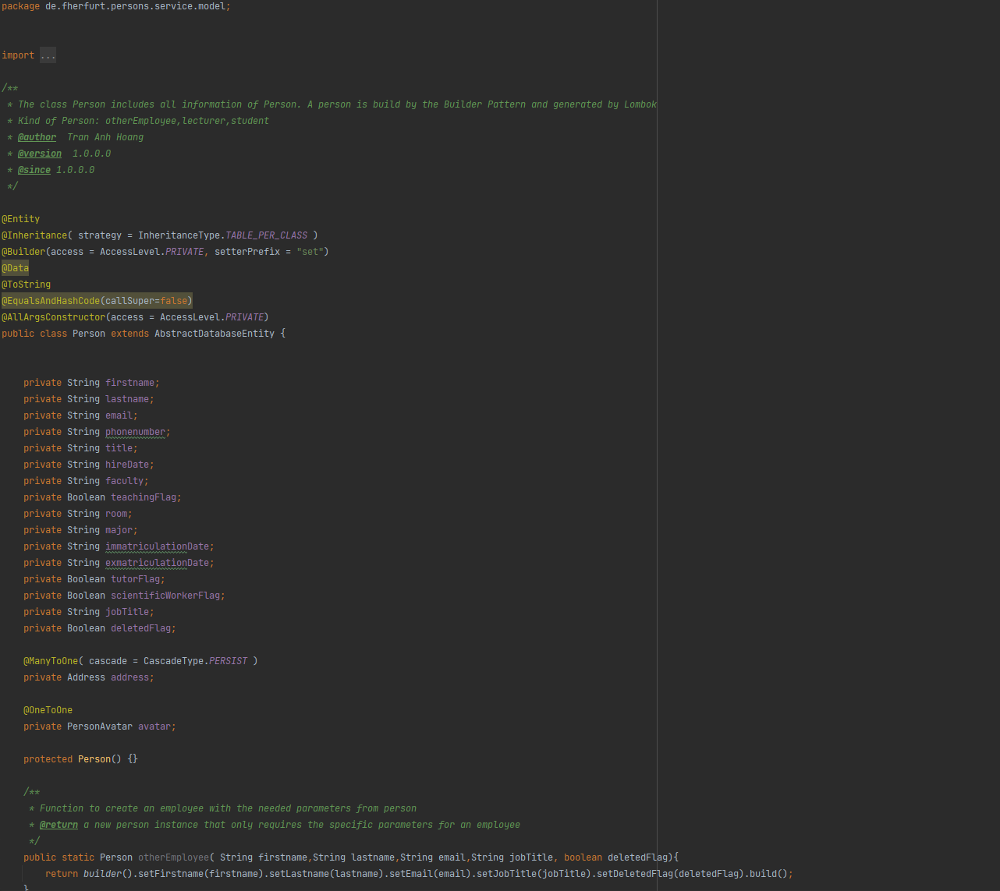 package de.fherfurt.persons.service.model;
import ...
/**
 * The class Person includes all information of Person. A person is build by the Builder Pattern and generated by Lombok
 * Kind of Person: otherEmployee,lecturer,student
 * @author  Tran Anh Hoang
 * @version  1.0.0.0
 * @since 1.0.0.0
 */
@Entity
@Inheritance( strategy = InheritanceType.TABLE_PER_CLASS )
@Builder(access = AccessLevel.PRIVATE, setterPrefix = "set")
@Data
@ToString
@EqualsAndHashCode(callSuper=false)
@AllArgsConstructor(access = AccessLevel.PRIVATE)
public class Person extends AbstractDatabaseEntity {
    private String firstname;
    private String lastname;
    private String email;
    private String phonenumber;
    private String title;
    private String hireDate;
    private String faculty;
    private Boolean teachingFlag;
    private String room;
    private String major;
    private String immatriculationDate;
    private String exmatriculationDate;
    private Boolean tutorFlag;
    private Boolean scientificWorkerFlag;
    private String jobTitle;
    private Boolean deletedFlag;
    @ManyToOne( cascade = CascadeType.PERSIST )
    private Address address;
    @OneToOne
    private PersonAvatar avatar;
    protected Person() {}
    /**
     * Function to create an employee with the needed parameters from person
     * @return a new person instance that only requires the specific parameters for an employee
     */
    public static Person otherEmployee( String firstname,String lastname,String email,String jobTitle, boolean deletedFlag){
        return builder().setFirstname(firstname).setLastname(lastname).setEmail(email).setJobTitle(jobTitle).setDeletedFlag(deletedFlag).build();
    }